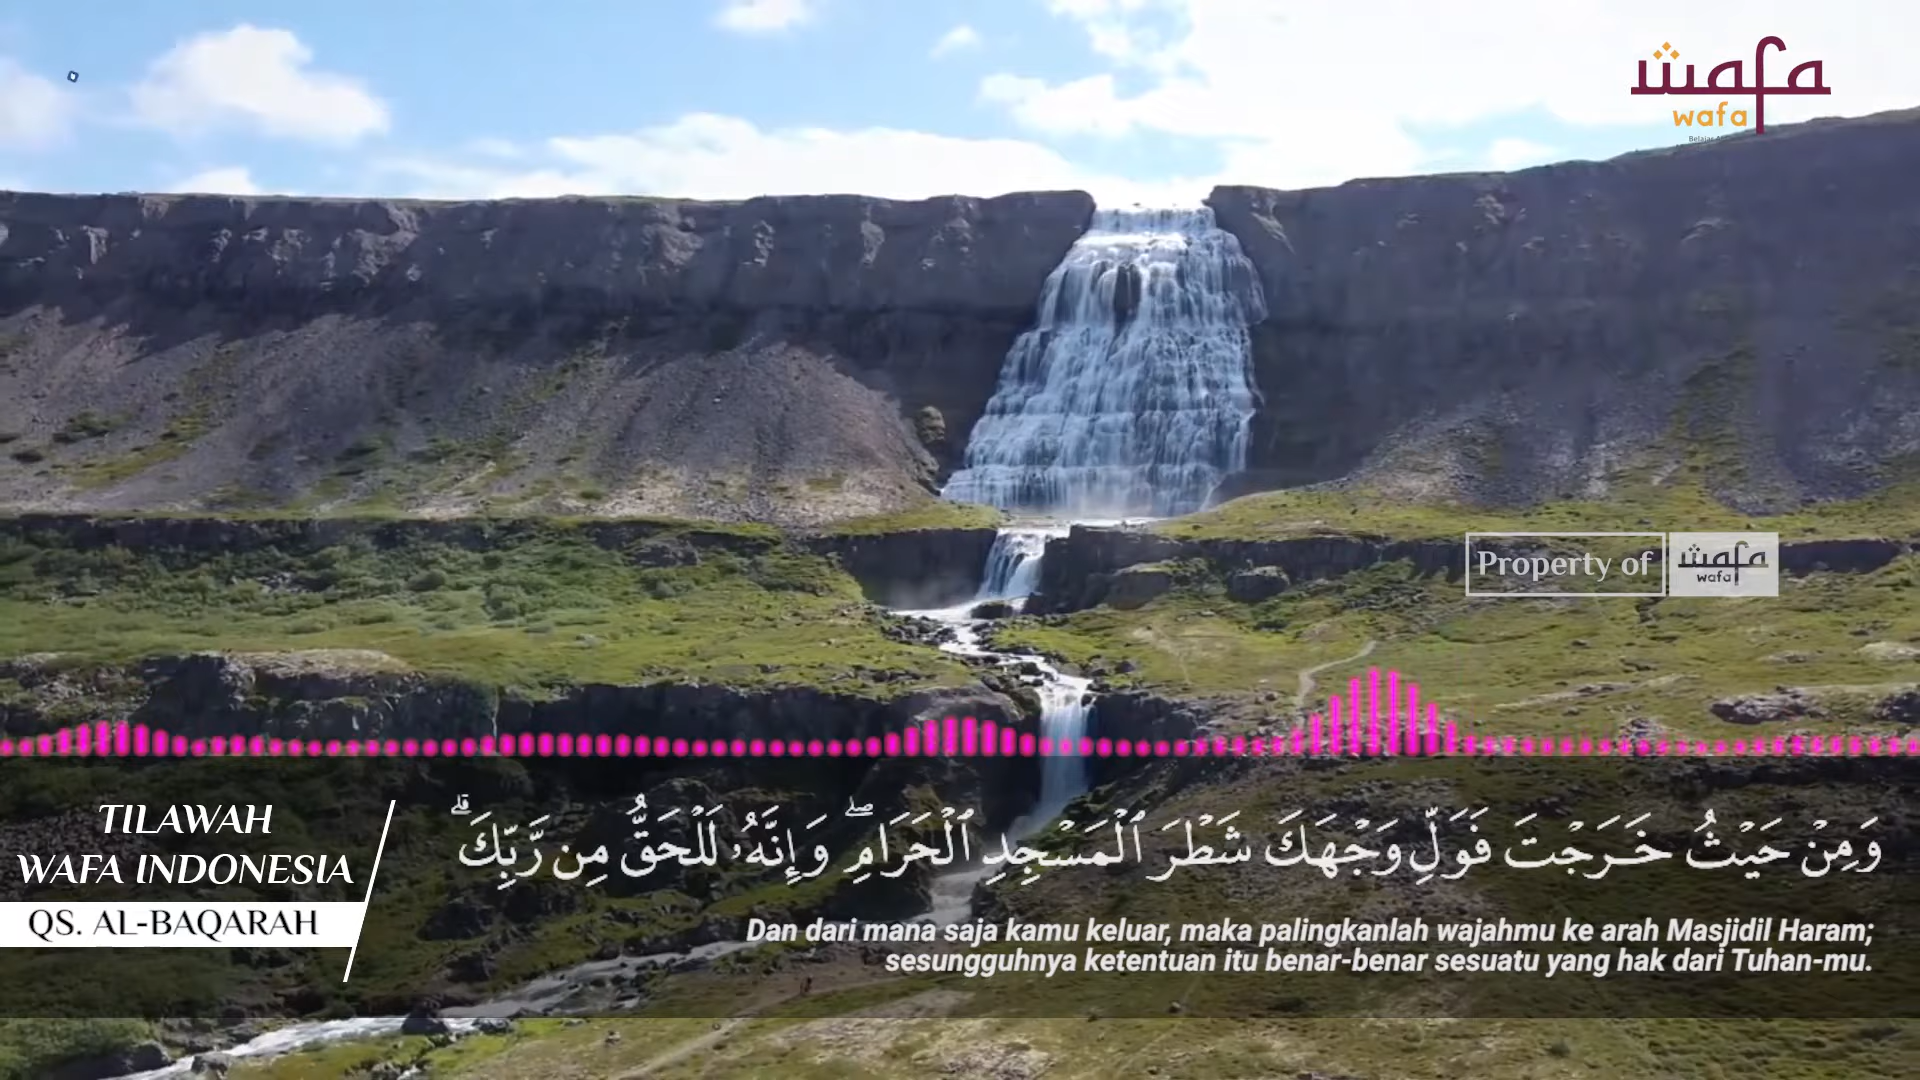 wafa
wafa
Property of
wafa
wafa
TILAWAH
WAFA INDONESIA
QS. AL-BAQARAH
وَمِنْ حَيْثُ خَرَجْتَ فَوَلِّ وَجْهَكَ شَطْرَ ٱلْمَسْجِدِ ٱلْحَرَامِ ۖ وَإِنَّهُۥ لَلْحَقُّ مِن رَّبِّكَ ۗ
Dan dari mana saja kamu keluar, maka palingkanlah wajahmu ke arah Masjidil Haram;
sesungguhnya ketentuan itu benar-benar sesuatu yang hak dari Tuhan-mu.